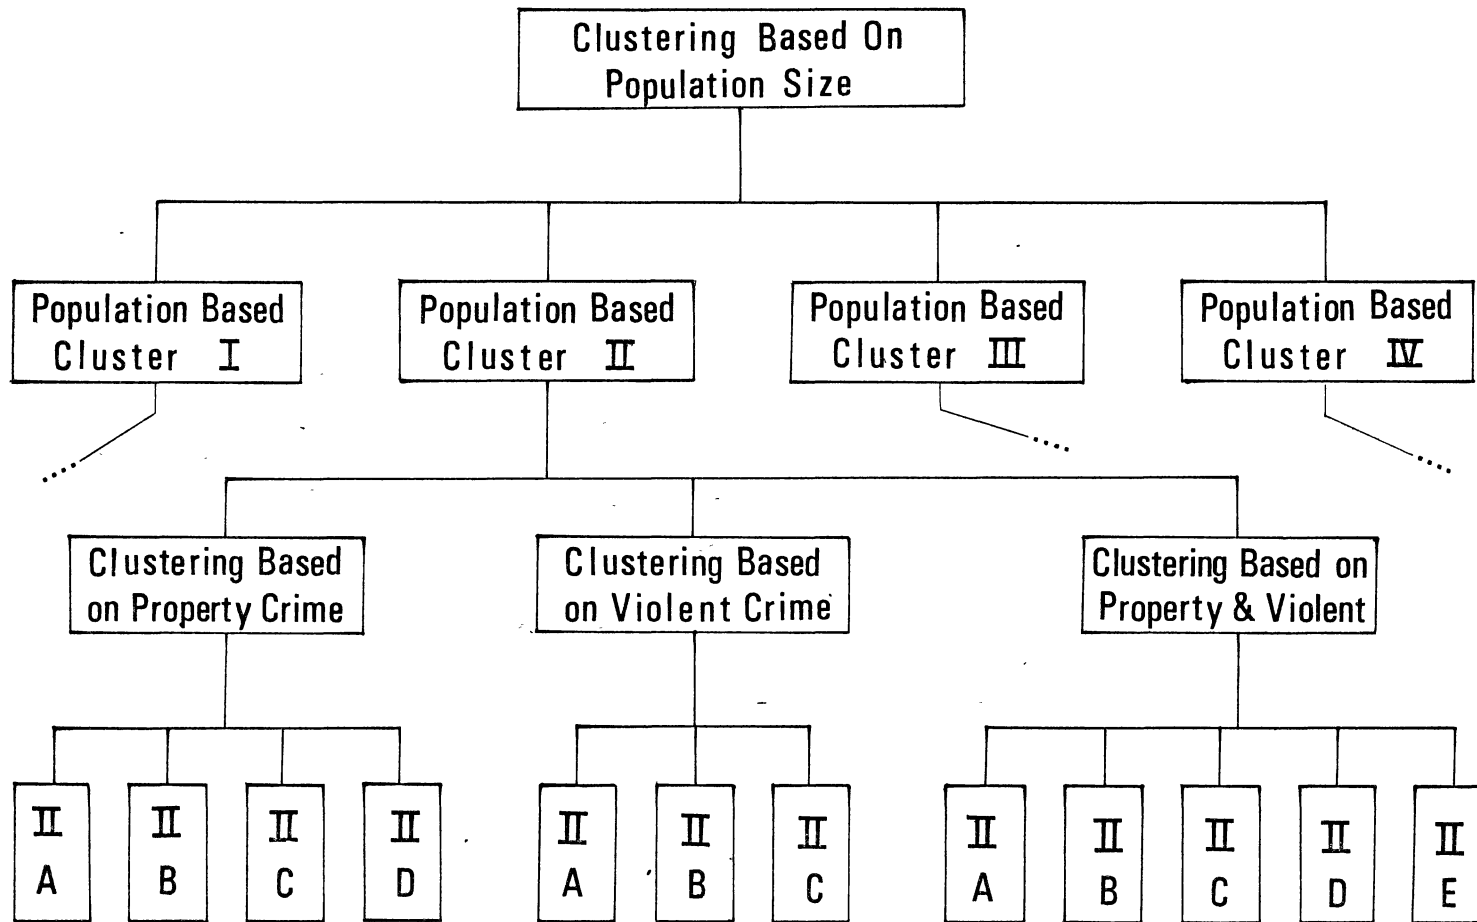 Clustering Based On
Population Size
Population Based
Cluster I
Population Based
Cluster II
Population Based
Cluster III
Population Based
Cluster IV
Clustering Based
on Property Crime
Clustering Based
on Violent Crime
Clustering Based on
Property & Violent
II
A
II
B
II
C
II
D
II
A
II
B
II
C
II
A
II
B
II
C
II
D
II
E